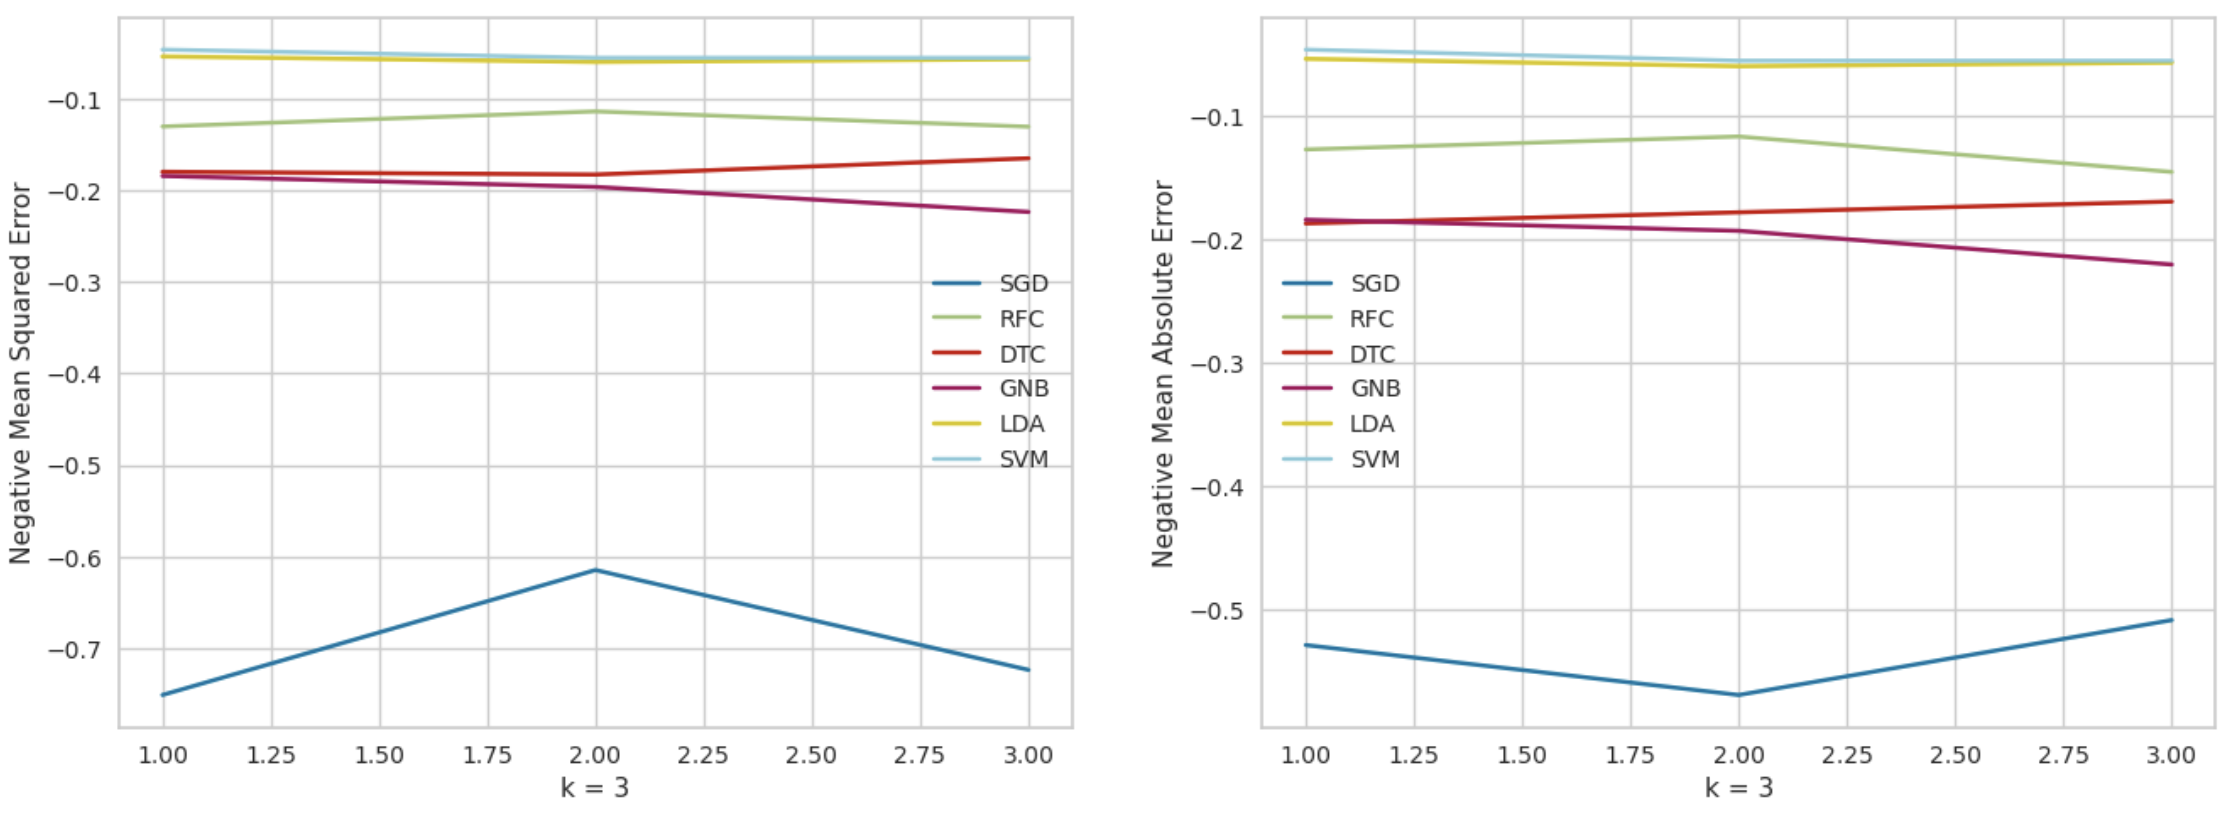 Negative Mean Squared Error
−0.1
−0.2
−0.3
−0.4
−0.5
−0.6
−0.7
SGD
RFC
DTC
GNB
LDA
SVM
1.00 1.25 1.50 1.75 2.00 2.25 2.50 2.75 3.00
k = 3
Negative Mean Absolute Error
−0.1
−0.2
−0.3
−0.4
−0.5
SGD
RFC
DTC
GNB
LDA
SVM
1.00 1.25 1.50 1.75 2.00 2.25 2.50 2.75 3.00
k = 3